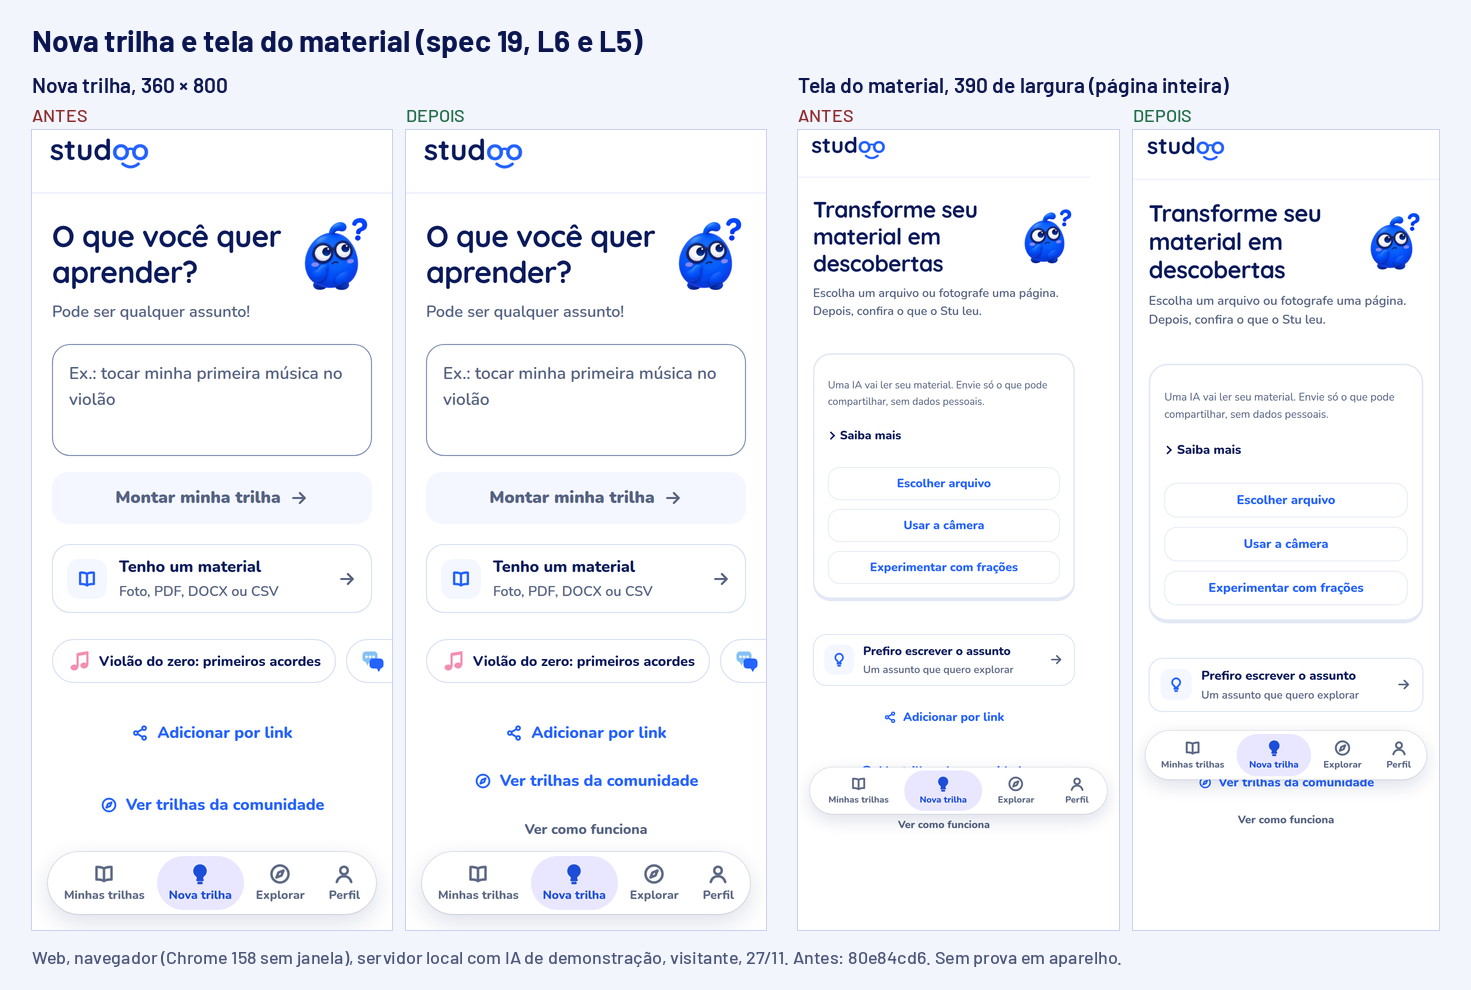 Nova trilha e tela do material (spec 19, L6 e L5)
Nova trilha, 360 × 800
ANTES
studoo
O que você quer
aprender?
Pode ser qualquer assunto!
Ex.: tocar minha primeira música no
violão
Montar minha trilha
Tenho um material
Foto, PDF, DOCX ou CSV
Violão do zero: primeiros acordes
Adicionar por link
Ver trilhas da comunidade
Minhas trilhas
Nova trilha
Explorar
Perfil
DEPOIS
studoo
O que você quer
aprender?
Pode ser qualquer assunto!
Ex.: tocar minha primeira música no
violão
Montar minha trilha
Tenho um material
Foto, PDF, DOCX ou CSV
Violão do zero: primeiros acordes
Adicionar por link
Ver trilhas da comunidade
Ver como funciona
Minhas trilhas
Nova trilha
Explorar
Perfil
Tela do material, 390 de largura (página inteira)
ANTES
studoo
Transforme seu
material em
descobertas
Escolha um arquivo ou fotografe uma página.
Depois, confira o que o Stu leu.
Uma IA vai ler seu material. Envie só o que pode
compartilhar, sem dados pessoais.
Saiba mais
Escolher arquivo
Usar a câmera
Experimentar com frações
Prefiro escrever o assunto
Um assunto que quero explorar
Adicionar por link
Minhas trilhas
Nova trilha
Explorar
Perfil
Ver como funciona
DEPOIS
studoo
Transforme seu
material em
descobertas
Escolha um arquivo ou fotografe uma página.
Depois, confira o que o Stu leu.
Uma IA vai ler seu material. Envie só o que pode
compartilhar, sem dados pessoais.
Saiba mais
Escolher arquivo
Usar a câmera
Experimentar com frações
Prefiro escrever o assunto
Um assunto que quero explorar
Minhas trilhas
Nova trilha
Explorar
Perfil
Ver trilhas da comunidade
Ver como funciona
Web, navegador (Chrome 158 sem janela), servidor local com IA de demonstração, visitante, 27/11. Antes: 80e84cd6. Sem prova em aparelho.